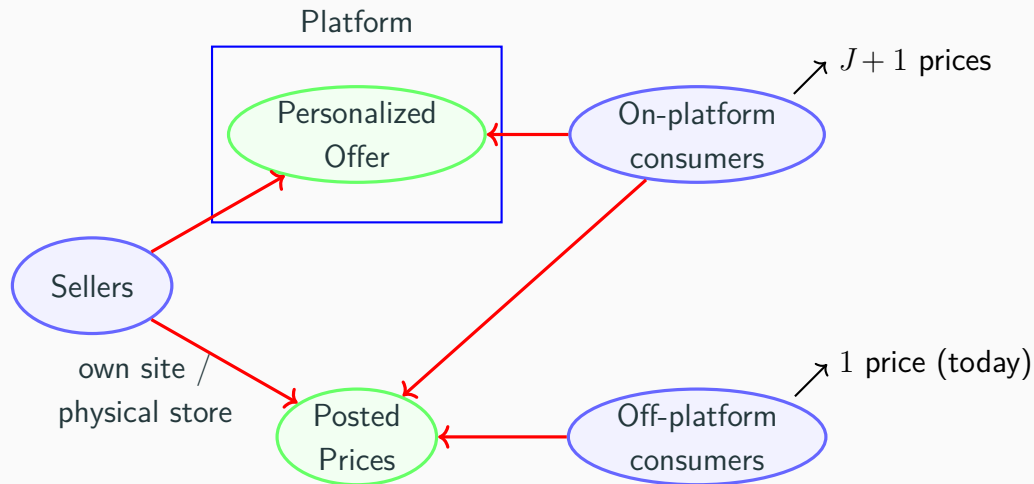 Platform
J + 1 prices
Personalized
Offer
On-platform
consumers
Sellers
own site /
physical store
1 price (today)
Posted
Prices
Off-platform
consumers